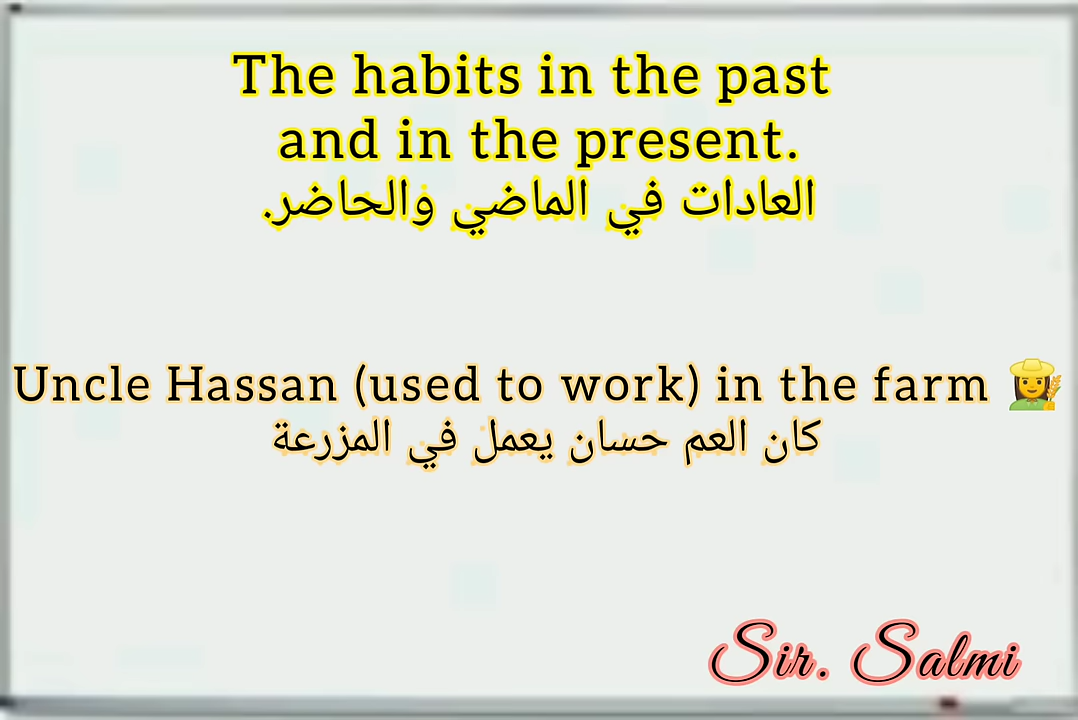 The habits in the past
and in the present.
العادات في الماضي والحاضر.
Uncle Hassan (used to work) in the farm 👩‍🌾
كان العم حسان يعمل في المزرعة
Sir. Salmi